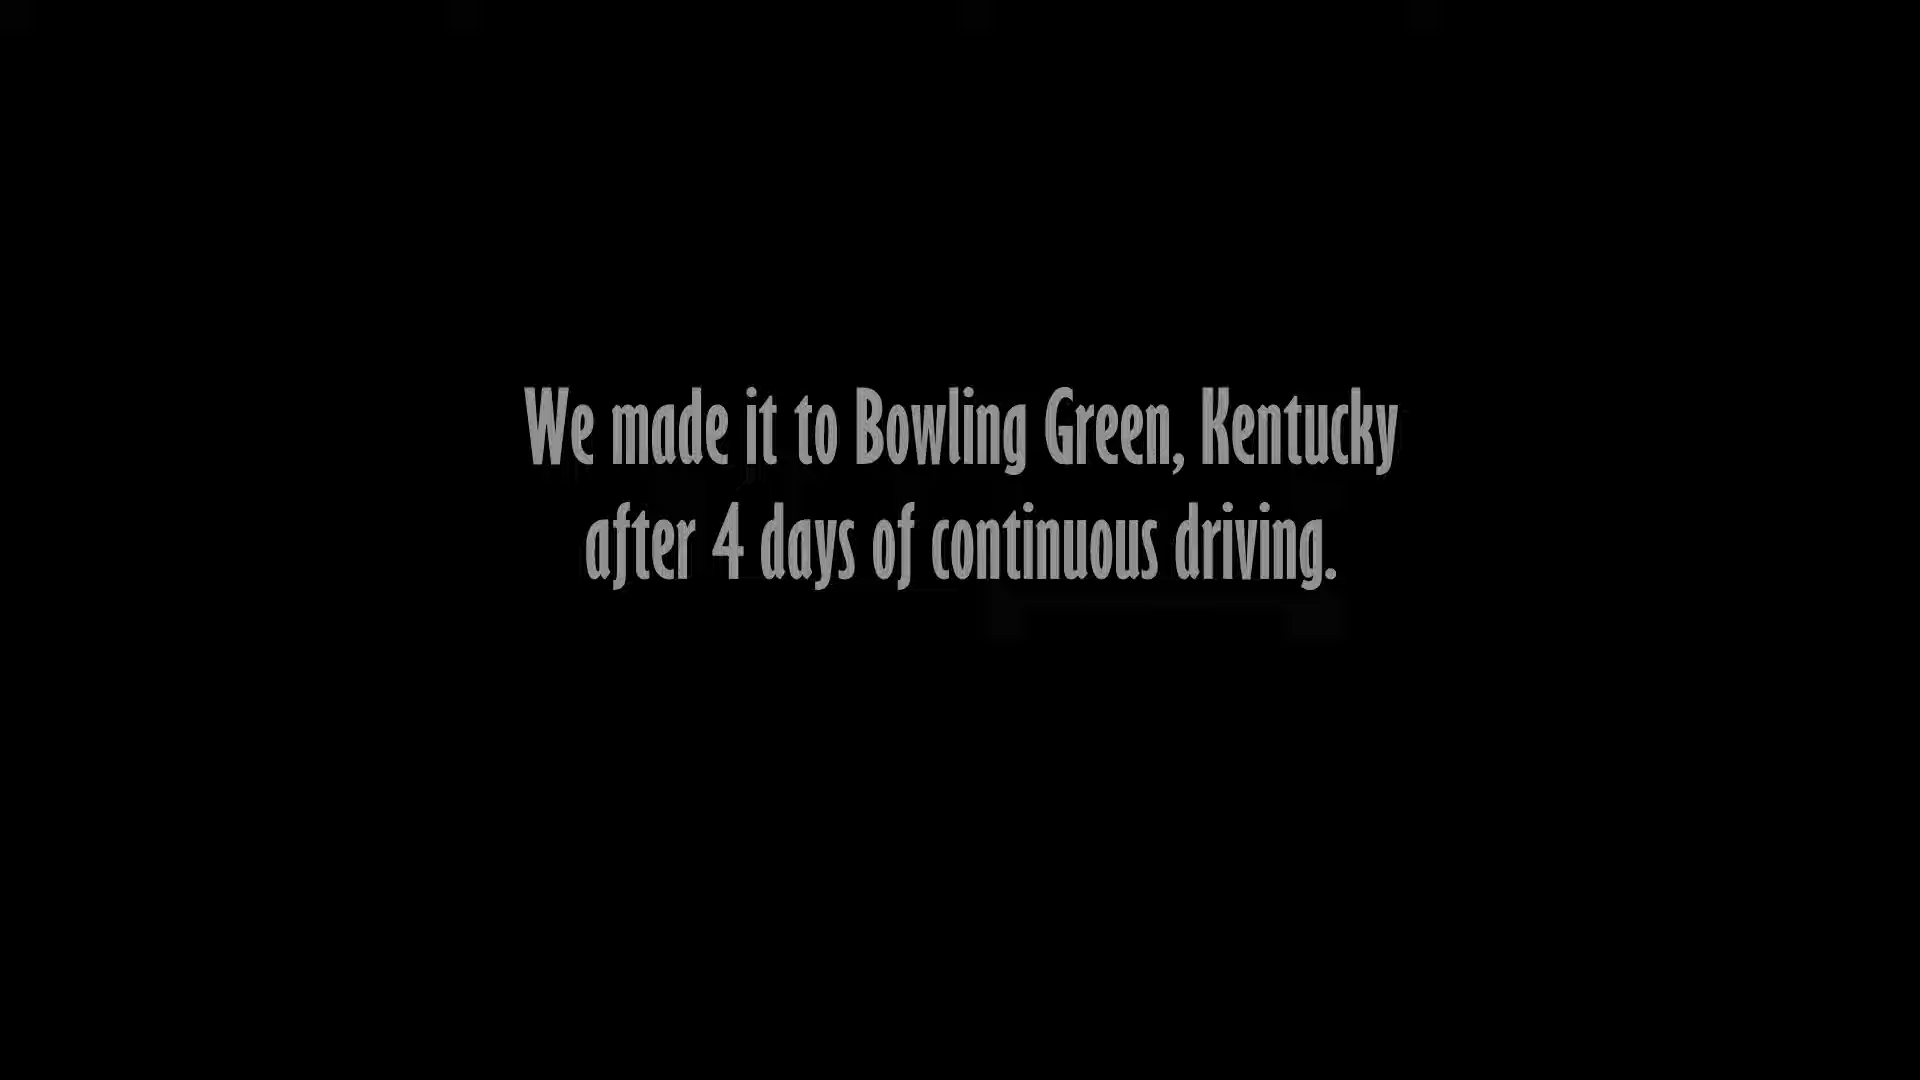 We made it to Bowling Green, Kentucky
after 4 days of continuous driving.